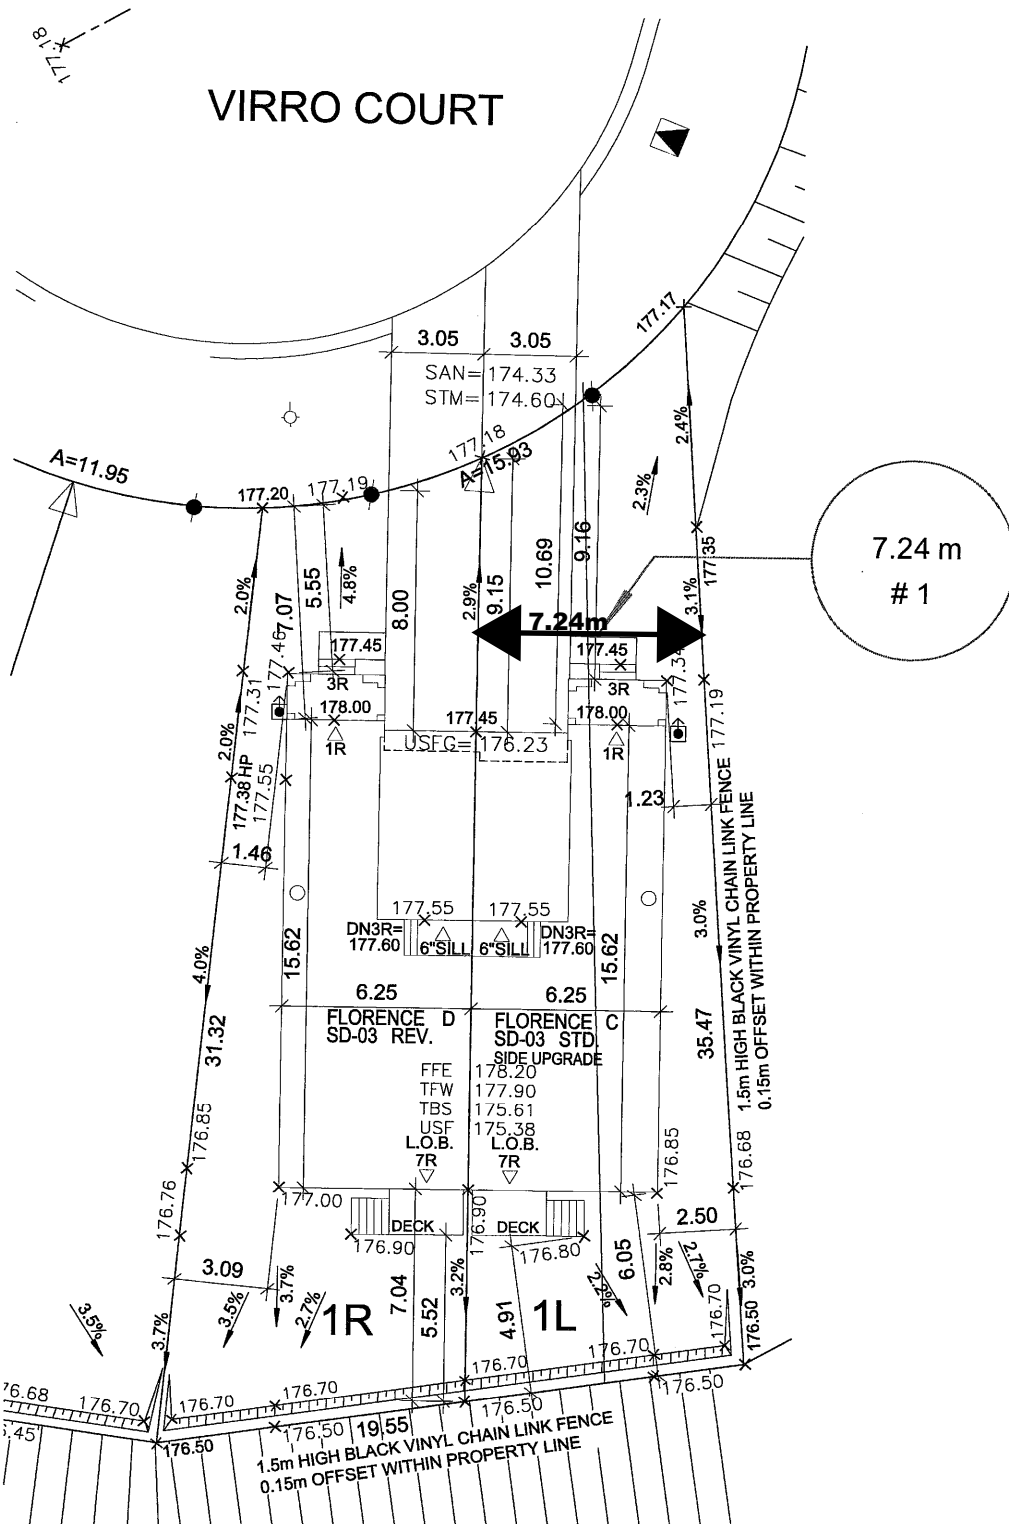 177.18
VIRRO COURT
177.17
3.05
3.05
SAN= 174.33
STM= 174.60
2.4%
177.18
A=15.93
A=11.95
177.20
177.19
2.3%
7.24 m
# 1
9.16
10.69
177.35
2.0%
7.07
5.55
4.8%
8.00
2.9%
9.15
3.1%
7.24m
177.46
177.45
177.45
177.34
177.31
3R
3R
177.19
178.00
178.00
177.45
1R
USFG= 176.23
1R
2.0%
177.38 HP
177.55
1.23
1.46
1.5m HIGH BLACK VINYL CHAIN LINK FENCE
0.15m OFFSET WITHIN PROPERTY LINE
177.55
177.55
DN3R=
177.60
6"SILL
6"SILL
DN3R=
177.60
3.0%
4.0%
15.62
15.62
6.25
6.25
31.32
35.47
FLORENCE D
SD-03 REV.
FLORENCE C
SD-03 STD.
SIDE UPGRADE
FFE 178.20
TFW 177.90
TBS 175.61
USF 175.38
L.O.B.
7R
L.O.B.
7R
176.85
176.85
176.68
177.00
176.76
176.90
2.50
DECK
DECK
176.90
176.80
3.09
3.7%
7.04
5.52
3.2%
4.91
2.2%
6.05
2.8%
2.7%
3.0%
3.5%
3.7%
3.5%
2.7%
1R
1L
176.70
176.50
176.70
176.70
176.70
176.70
176.70
176.50
176.50
176.50
19.55
176.50
1.5m HIGH BLACK VINYL CHAIN LINK FENCE
0.15m OFFSET WITHIN PROPERTY LINE